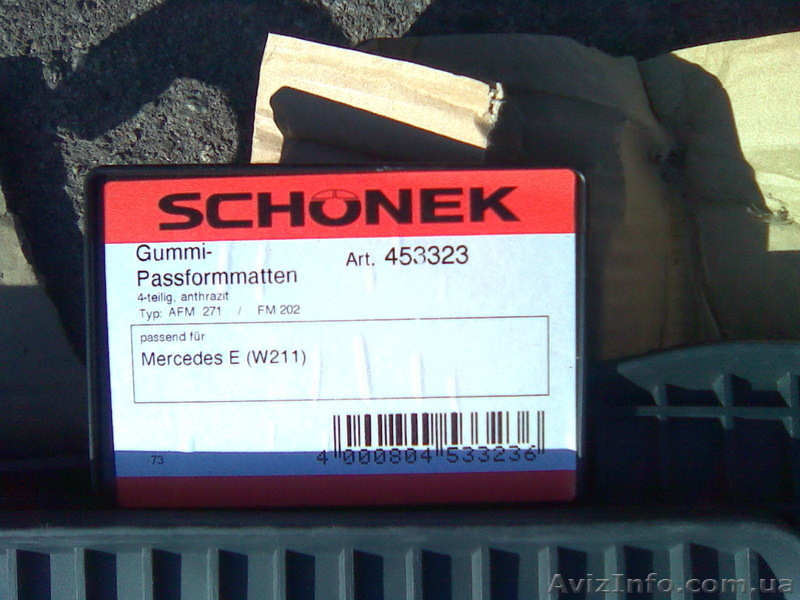 SCHÖNEK
Gummi-
Passformmatten
Art. 453323
4-teilig, anthrazit
Typ: AFM 271 / FM 202
passend für
Mercedes E (W211)
73
4 000804 533236
AvizInfo.com.ua